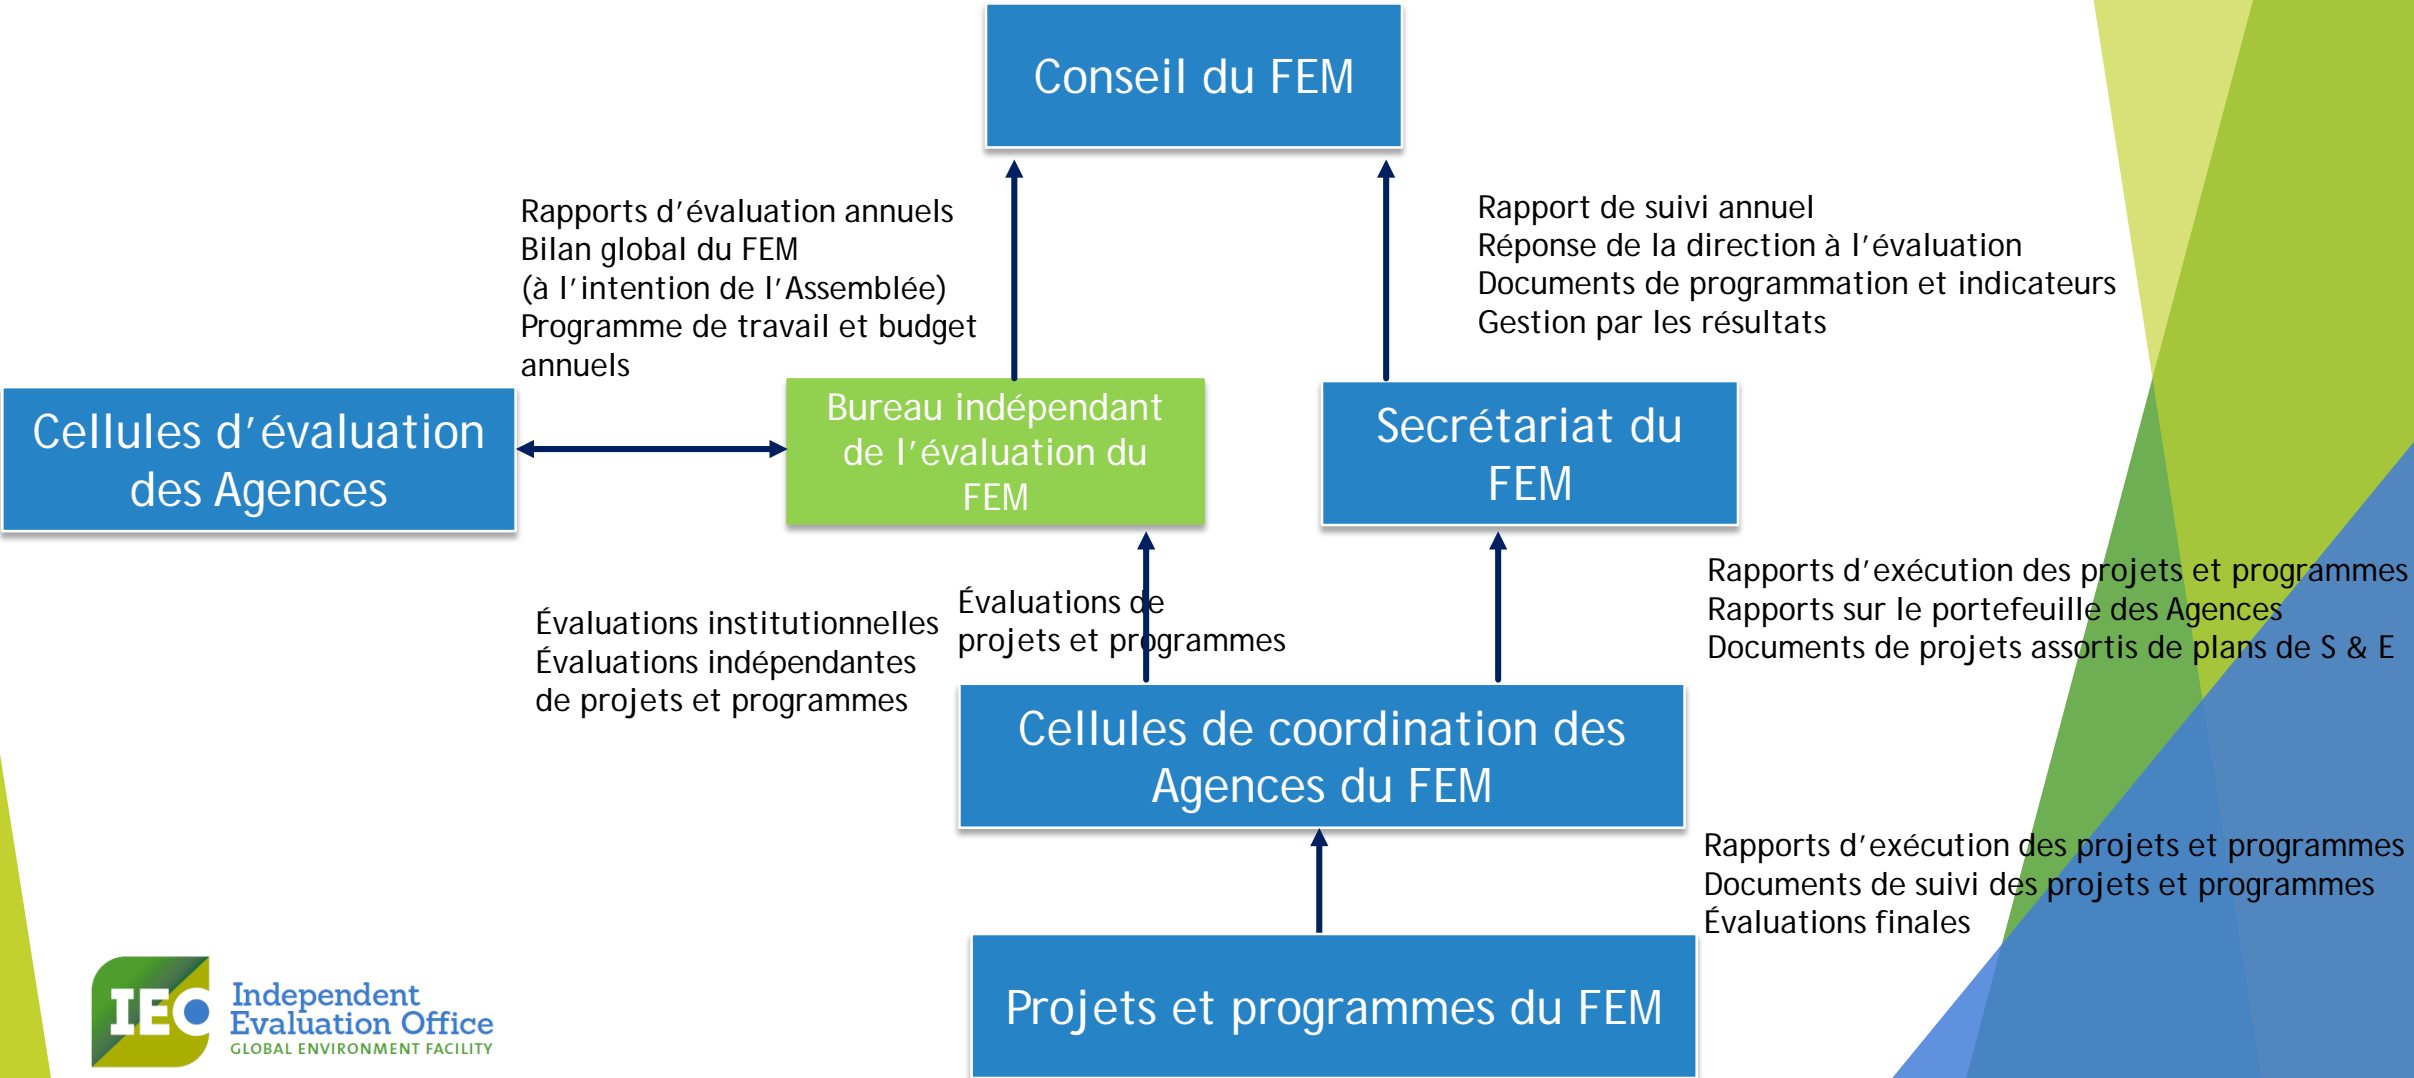 Conseil du FEM
Rapports d'évaluation annuels
Bilan global du FEM
(à l'intention de l'Assemblée)
Programme de travail et budget
annuels
Rapport de suivi annuel
Réponse de la direction à l'évaluation
Documents de programmation et indicateurs
Gestion par les résultats
Cellules d'évaluation
des Agences
Bureau indépendant
de l'évaluation du
FEM
Secrétariat du
FEM
Évaluations institutionnelles
Évaluations indépendantes
de projets et programmes
Évaluations de
projets et programmes
Rapports d'exécution des projets et programmes
Rapports sur le portefeuille des Agences
Documents de projets assortis de plans de S & E
Cellules de coordination des
Agences du FEM
Rapports d'exécution des projets et programmes
Documents de suivi des projets et programmes
Évaluations finales
Projets et programmes du FEM
IEO
Independent
Evaluation Office
GLOBAL ENVIRONMENT FACILITY